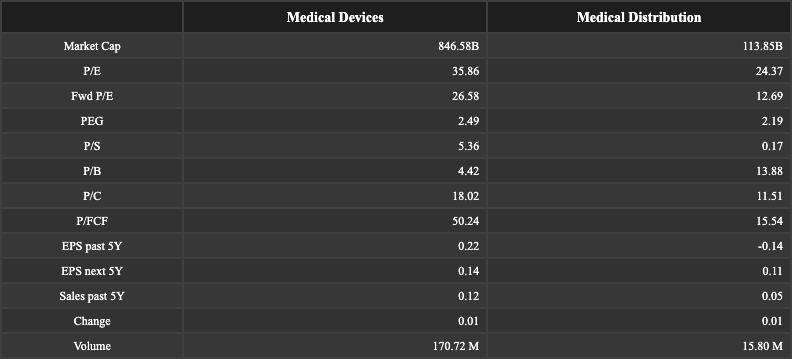 Medical Devices Medical Distribution
Market Cap 846.58B 113.85B
P/E 35.86 24.37
Fwd P/E 26.58 12.69
PEG 2.49 2.19
P/S 5.36 0.17
P/B 4.42 13.88
P/C 18.02 11.51
P/FCF 50.24 15.54
EPS past 5Y 0.22 -0.14
EPS next 5Y 0.14 0.11
Sales past 5Y 0.12 0.05
Change 0.01 0.01
Volume 170.72 M 15.80 M